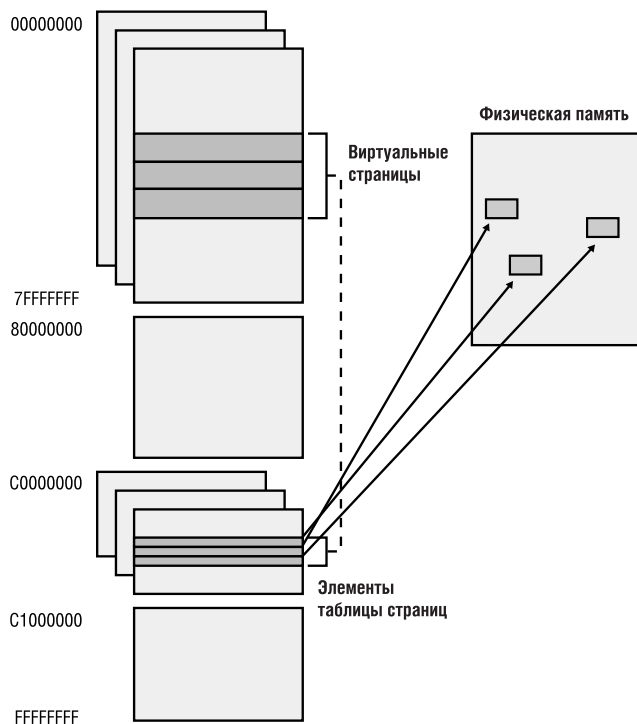 00000000
Физическая память
Виртуальные
страницы
7FFFFFFF
80000000
C0000000
Элементы
таблицы страниц
C1000000
FFFFFFFF